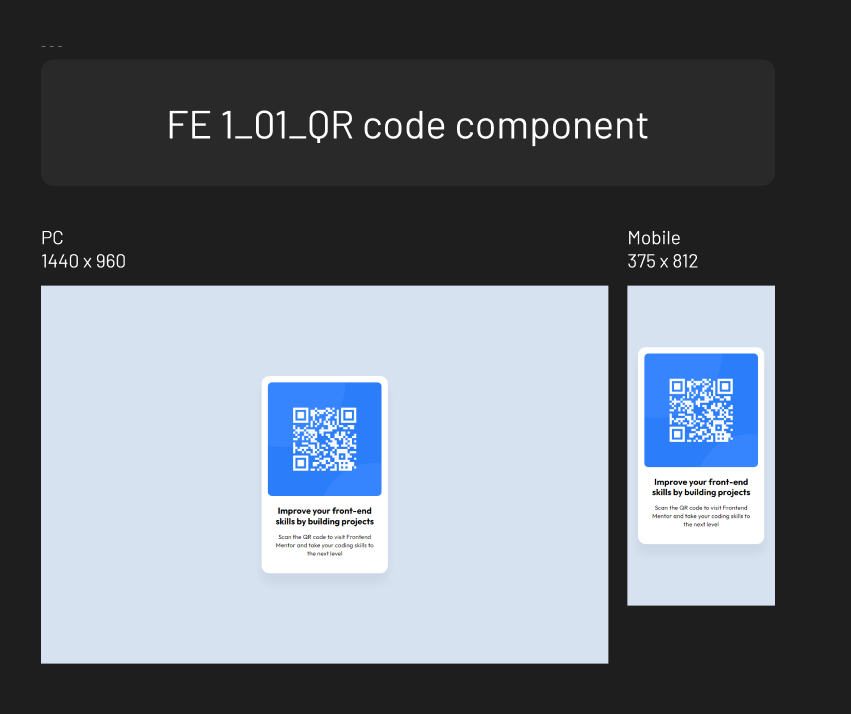 ---
FE 1_01_QR code component
PC
1440 x 960
Mobile
375 x 812
Improve your front-end
skills by building projects
Scan the QR code to visit Frontend
Mentor and take your coding skills to
the next level
Improve your front-end
skills by building projects
Scan the QR code to visit Frontend
Mentor and take your coding skills to
the next level